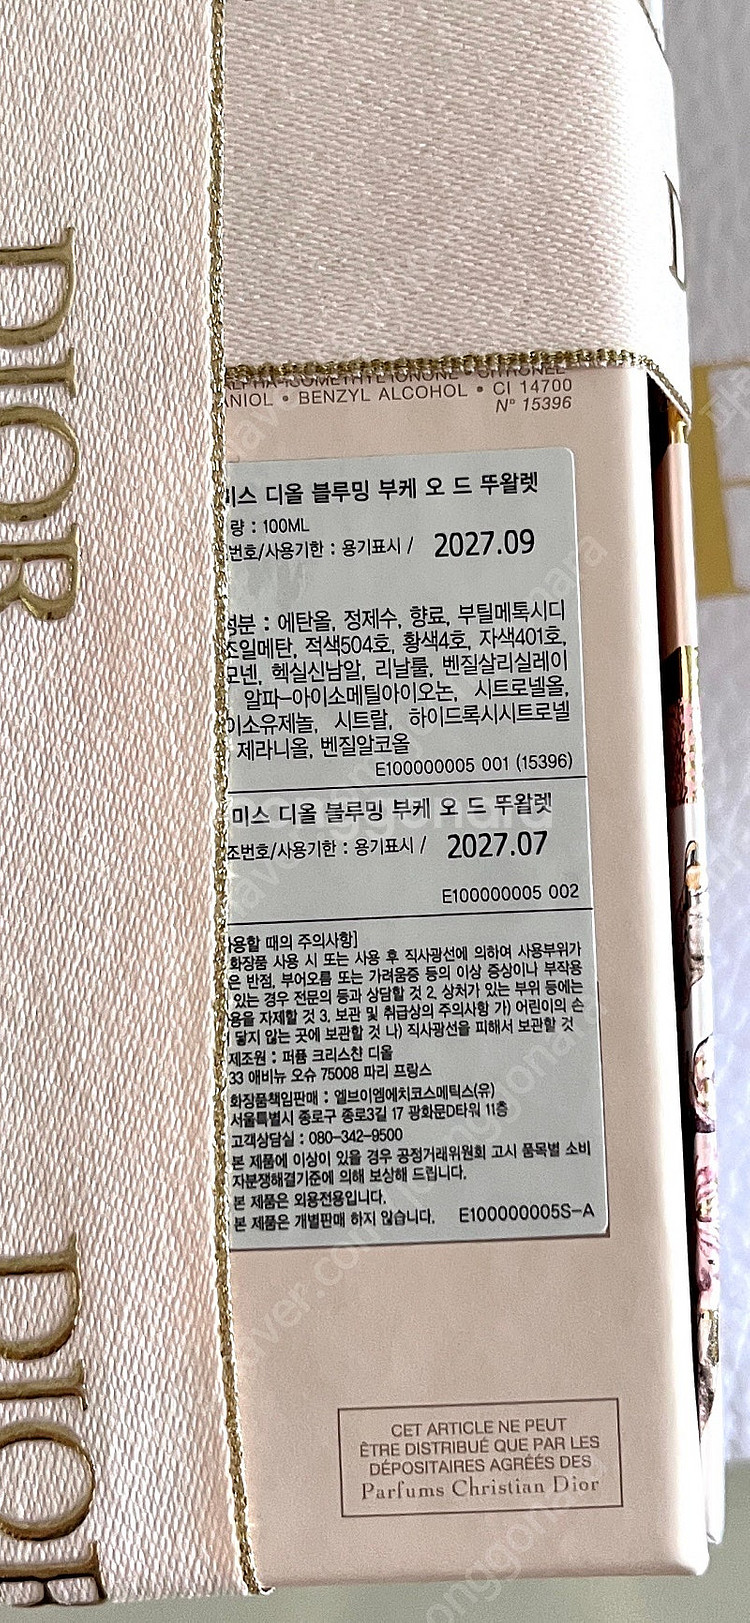 DIOR
DIOR
ALPHA-ISOMETHYL IONONE • CITRONEL
ANIOL • BENZYL ALCOHOL • CI 14700
N° 15396
미스 디올 블루밍 부케 오 드 뚜왈렛
량 : 100ML
번호/사용기한 : 용기표시 / 2027.09
성분 : 에탄올, 정제수, 향료, 부틸메톡시디
조일메탄, 적색504호, 황색4호, 자색401호,
모넨, 헥실신남알, 리날룰, 벤질살리실레이
알파-아이소메틸아이오논, 시트로넬올,
이소유제놀, 시트랄, 하이드록시시트로넬
제라니올, 벤질알코올
E100000005 001 (15396)
미스 디올 블루밍 부케 오 드 뚜왈렛
조번호/사용기한 : 용기표시 / 2027.07
E100000005 002
사용할 때의 주의사항]
화장품 사용 시 또는 사용 후 직사광선에 의하여 사용부위가
은 반점, 부어오름 또는 가려움증 등의 이상 증상이나 부작용
있는 경우 전문의 등과 상담할 것 2. 상처가 있는 부위 등에는
용을 자제할 것 3. 보관 및 취급상의 주의사항 가) 어린이의 손
닿지 않는 곳에 보관할 것 나) 직사광선을 피해서 보관할 것
제조원 : 퍼퓸 크리스챤 디올
33 애비뉴 오슈 75008 파리 프랑스
화장품책임판매 : 엘브이엠에치코스메틱스(유)
서울특별시 종로구 종로3길 17 광화문D타워 11층
고객상담실 : 080-342-9500
본 제품에 이상이 있을 경우 공정거래위원회 고시 품목별 소비
자분쟁해결기준에 의해 보상해 드립니다.
본 제품은 외용전용입니다.
본 제품은 개별판매 하지 않습니다. E100000005S-A
CET ARTICLE NE PEUT
ÊTRE DISTRIBUÉ QUE PAR LES
DÉPOSITAIRES AGRÉÉS DES
Parfums Christian Dior